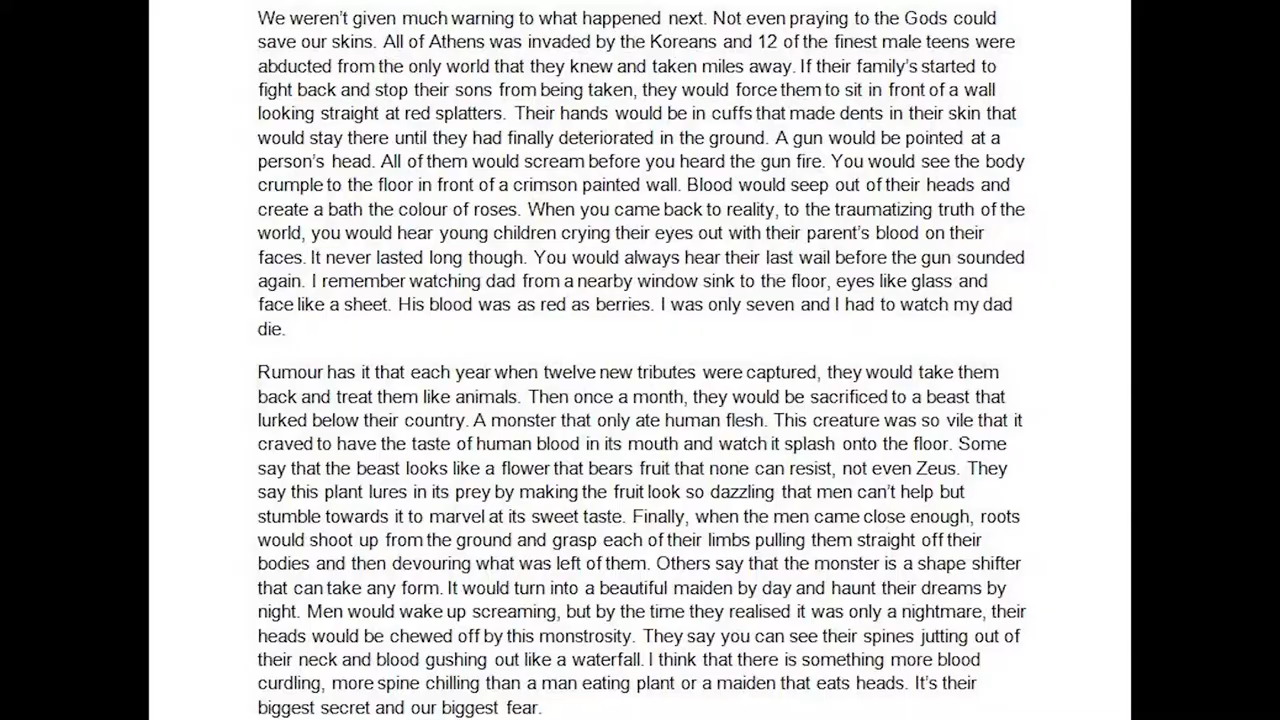 We weren't given much warning to what happened next. Not even praying to the Gods could
save our skins. All of Athens was invaded by the Koreans and 12 of the finest male teens were
abducted from the only world that they knew and taken miles away. If their family's started to
fight back and stop their sons from being taken, they would force them to sit in front of a wall
looking straight at red splatters. Their hands would be in cuffs that made dents in their skin that
would stay there until they had finally deteriorated in the ground. A gun would be pointed at a
person's head. All of them would scream before you heard the gun fire. You would see the body
crumple to the floor in front of a crimson painted wall. Blood would seep out of their heads and
create a bath the colour of roses. When you came back to reality, to the traumatizing truth of the
world, you would hear young children crying their eyes out with their parent's blood on their
faces. It never lasted long though. You would always hear their last wail before the gun sounded
again. I remember watching dad from a nearby window sink to the floor, eyes like glass and
face like a sheet. His blood was as red as berries. I was only seven and I had to watch my dad
die.
Rumour has it that each year when twelve new tributes were captured, they would take them
back and treat them like animals. Then once a month, they would be sacrificed to a beast that
lurked below their country. A monster that only ate human flesh. This creature was so vile that it
craved to have the taste of human blood in its mouth and watch it splash onto the floor. Some
say that the beast looks like a flower that bears fruit that none can resist, not even Zeus. They
say this plant lures in its prey by making the fruit look so dazzling that men can't help but
stumble towards it to marvel at its sweet taste. Finally, when the men came close enough, roots
would shoot up from the ground and grasp each of their limbs pulling them straight off their
bodies and then devouring what was left of them. Others say that the monster is a shape shifter
that can take any form. It would turn into a beautiful maiden by day and haunt their dreams by
night. Men would wake up screaming, but by the time they realised it was only a nightmare, their
heads would be chewed off by this monstrosity. They say you can see their spines jutting out of
their neck and blood gushing out like a waterfall. I think that there is something more blood
curdling, more spine chilling than a man eating plant or a maiden that eats heads. It's their
biggest secret and our biggest fear.